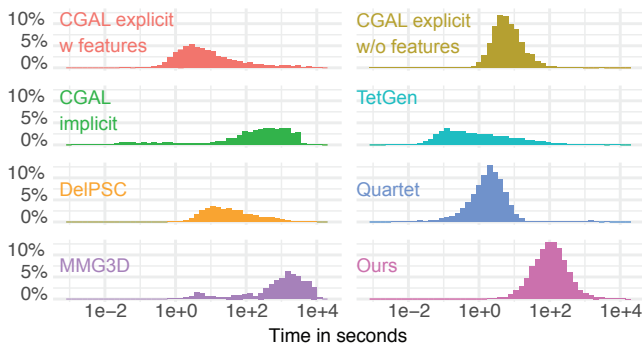 10%
5%
0%
CGAL explicit
w features
CGAL explicit
w/o features
10%
5%
0%
CGAL
implicit
TetGen
10%
5%
0%
DelPSC
Quartet
10%
5%
0%
MMG3D
Ours
1e−2 1e+0 1e+2 1e+4 1e−2 1e+0 1e+2 1e+4
Time in seconds